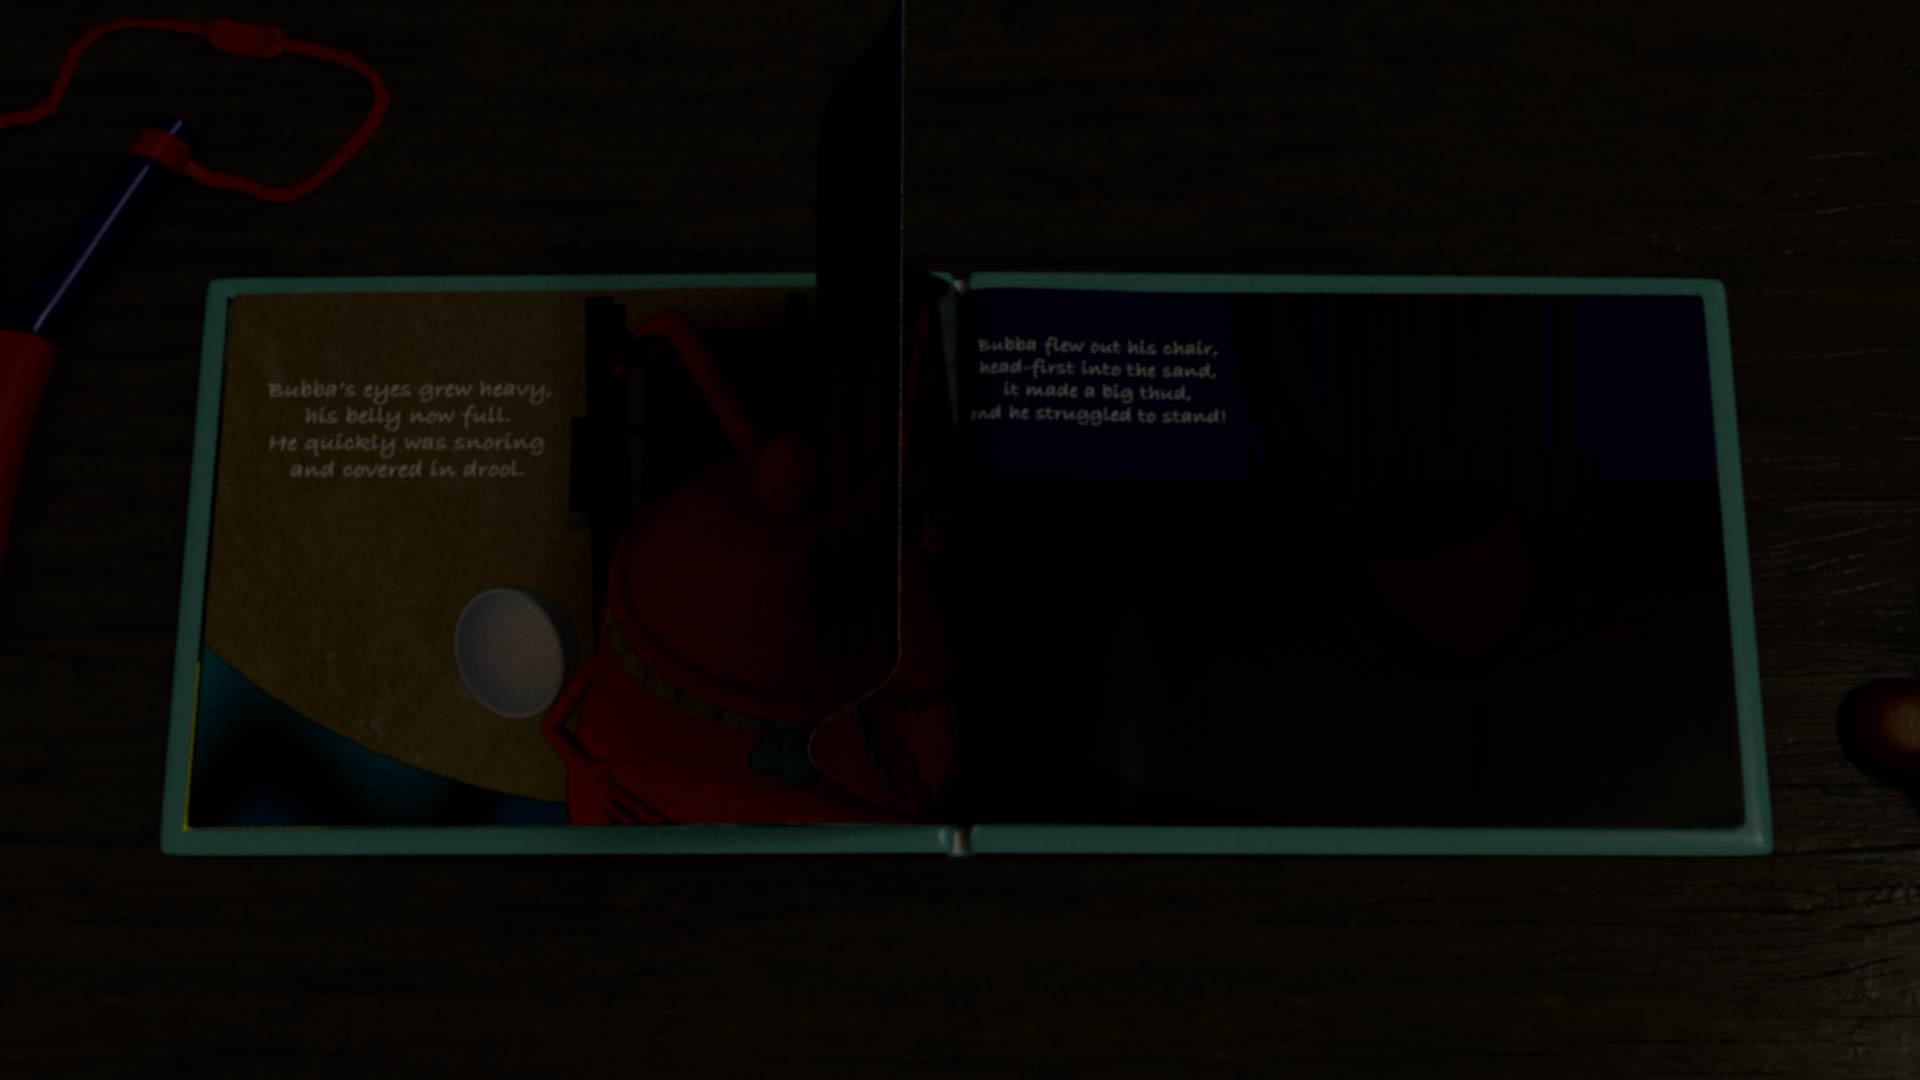 Bubba's eyes grew heavy,
his belly now full.
He quickly was snoring
and covered in drool.
Bubba flew out his chair,
head-first into the sand,
it made a big thud,
and he struggled to stand!